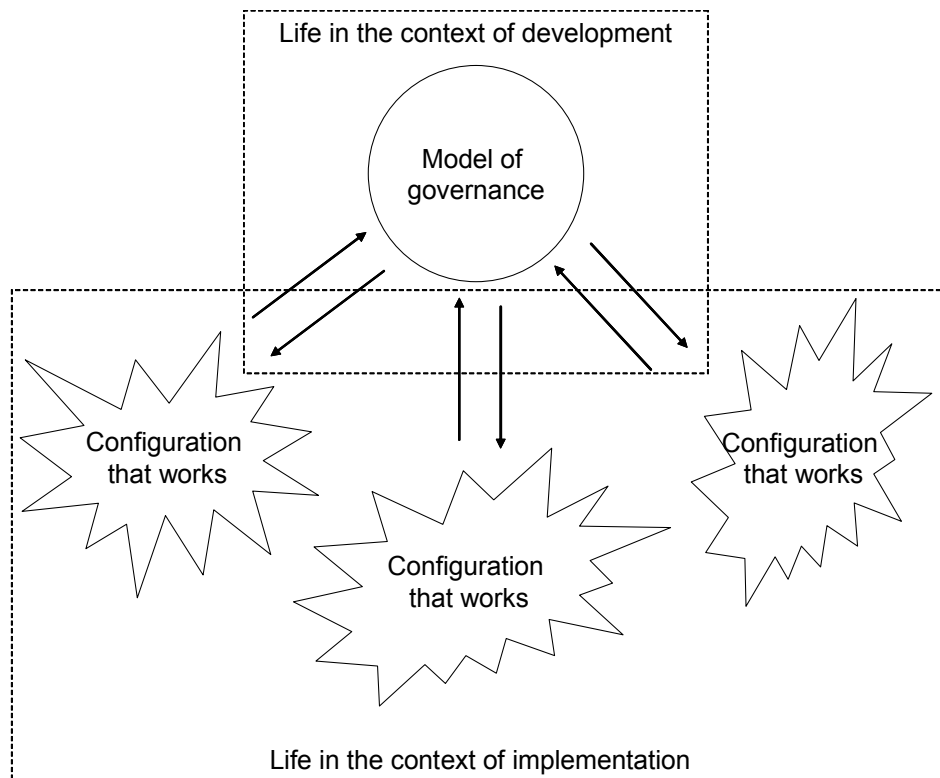 Life in the context of development
Model of
governance
Configuration
that works
Configuration
that works
Configuration
that works
Life in the context of implementation